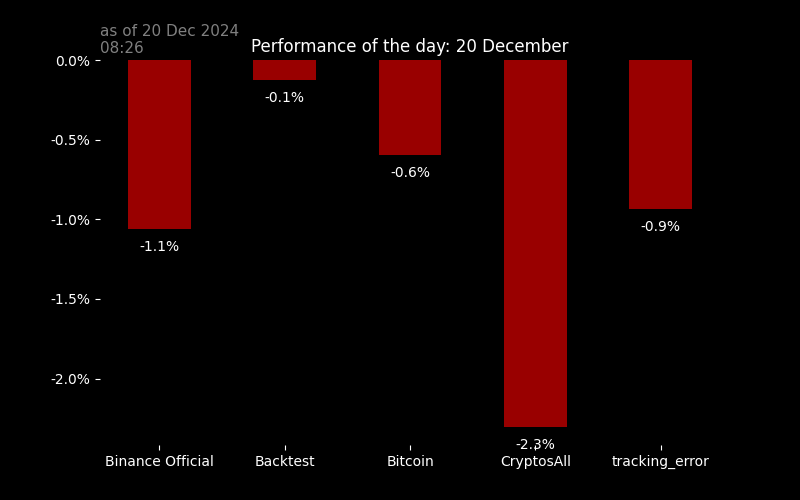 as of 20 Dec 2024
08:26
Performance of the day: 20 December
0.0%
-0.5%
-1.0%
-1.5%
-2.0%
-1.1%
-0.1%
-0.6%
-2.3%
-0.9%
Binance Official
Backtest
Bitcoin
CryptosAll
tracking_error